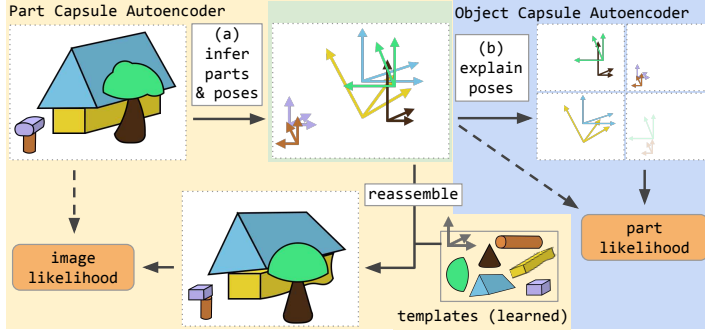 Part Capsule Autoencoder
Object Capsule Autoencoder
(a)
infer
parts
& poses
(b)
explain
poses
reassemble
image
likelihood
part
likelihood
templates (learned)